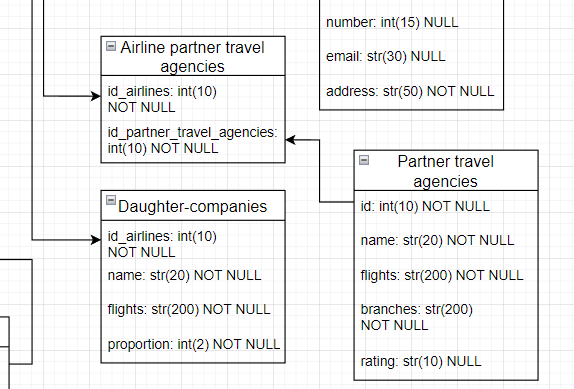 number: int(15) NULL
email: str(30) NULL
address: str(50) NOT NULL
Airline partner travel
agencies
id_airlines: int(10)
NOT NULL
id_partner_travel_agencies:
int(10) NOT NULL
Partner travel
agencies
id: int(10) NOT NULL
name: str(20) NOT NULL
flights: str(200) NOT NULL
branches: str(200)
NOT NULL
rating: str(10) NULL
Daughter-companies
id_airlines: int(10)
NOT NULL
name: str(20) NOT NULL
flights: str(200) NOT NULL
proportion: int(2) NOT NULL